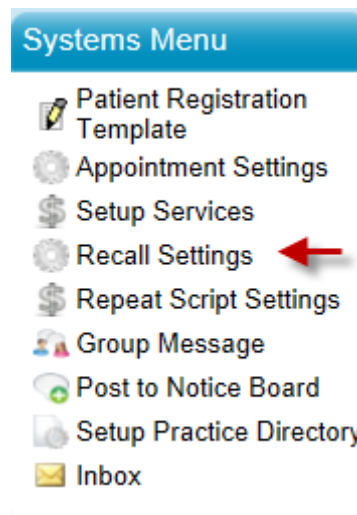 Systems Menu
Patient Registration
Template
Appointment Settings
Setup Services
Recall Settings
Repeat Script Settings
Group Message
Post to Notice Board
Setup Practice Directory
Inbox